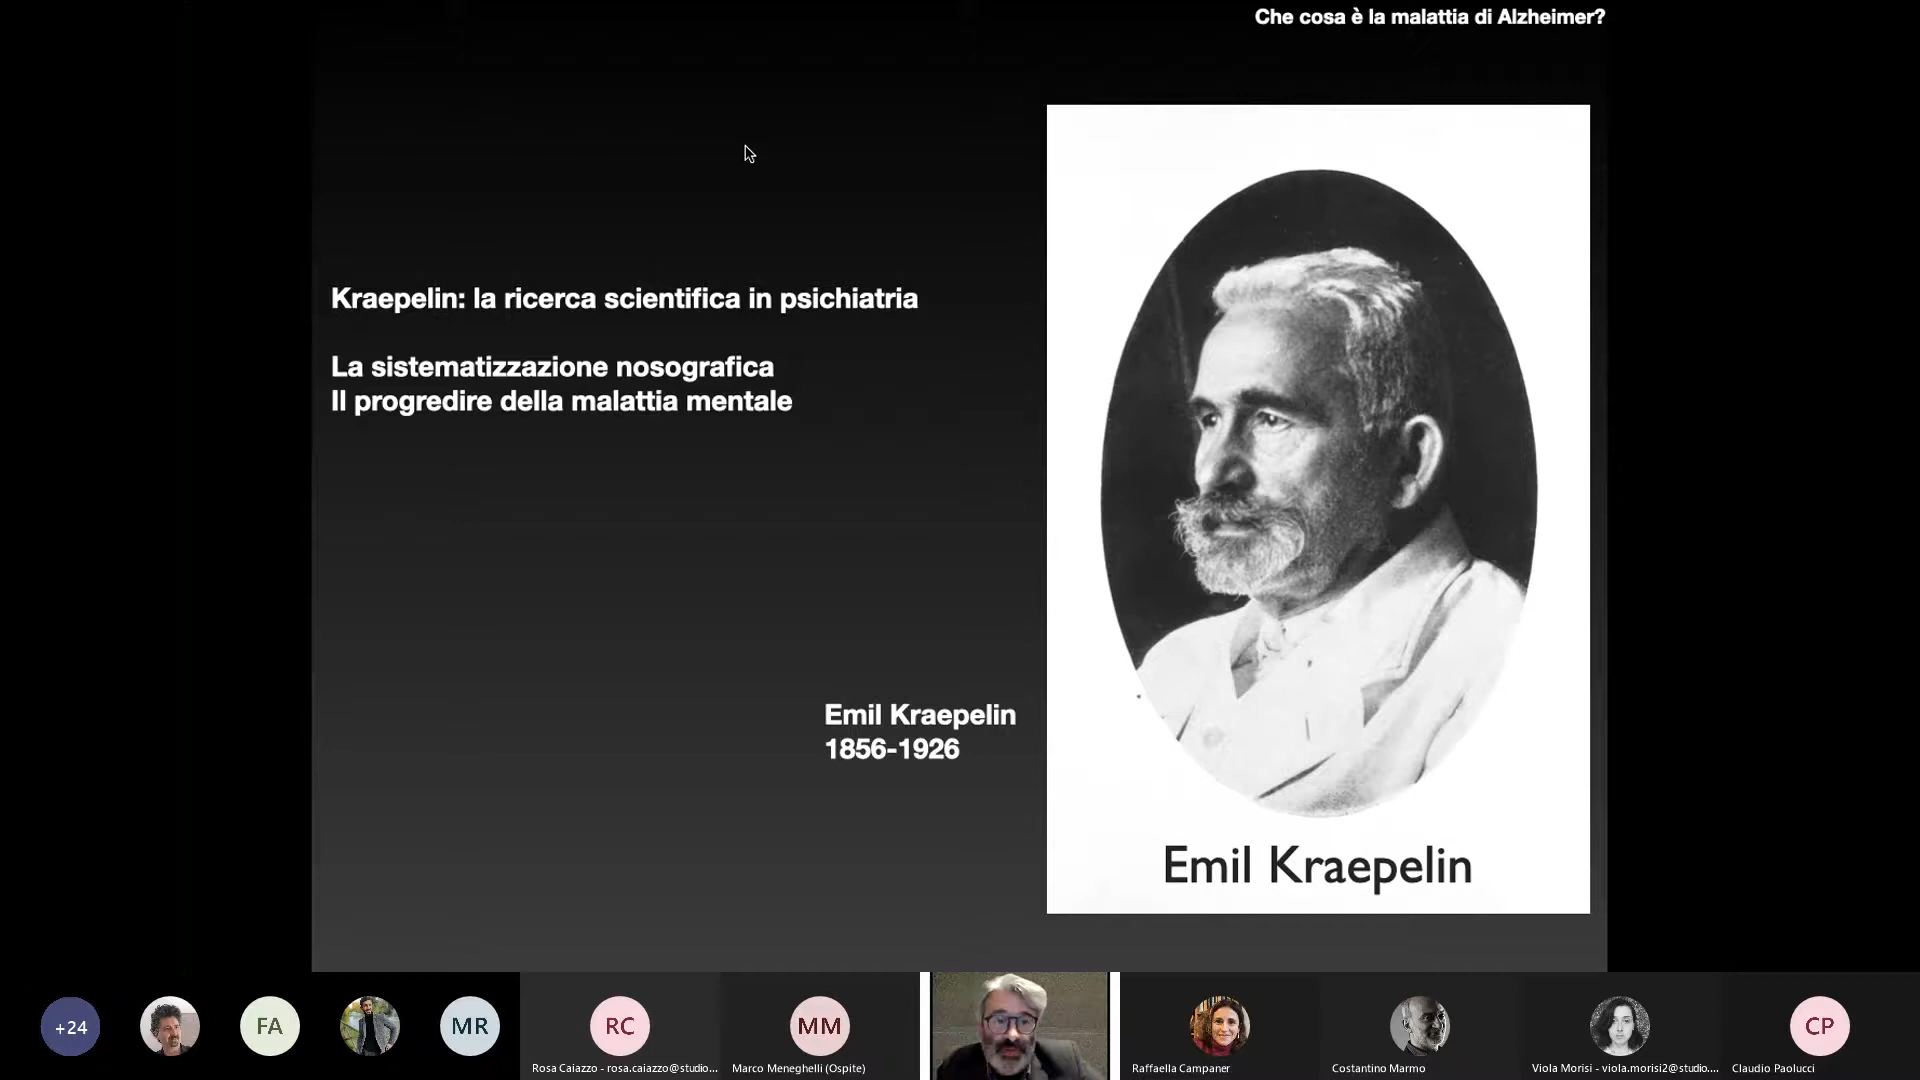 Che cosa è la malattia di Alzheimer?
Kraepelin: la ricerca scientifica in psichiatria
La sistematizzazione nosografica
Il progredire della malattia mentale
Emil Kraepelin
1856-1926
Emil Kraepelin
+24
FA
MR
RC
MM
CP
Rosa Caiazzo - rosa.caiazzo@studio...
Marco Meneghelli (Ospite)
Raffaella Campaner
Costantino Marmo
Viola Morisi - viola.morisi2@studio....
Claudio Paolucci